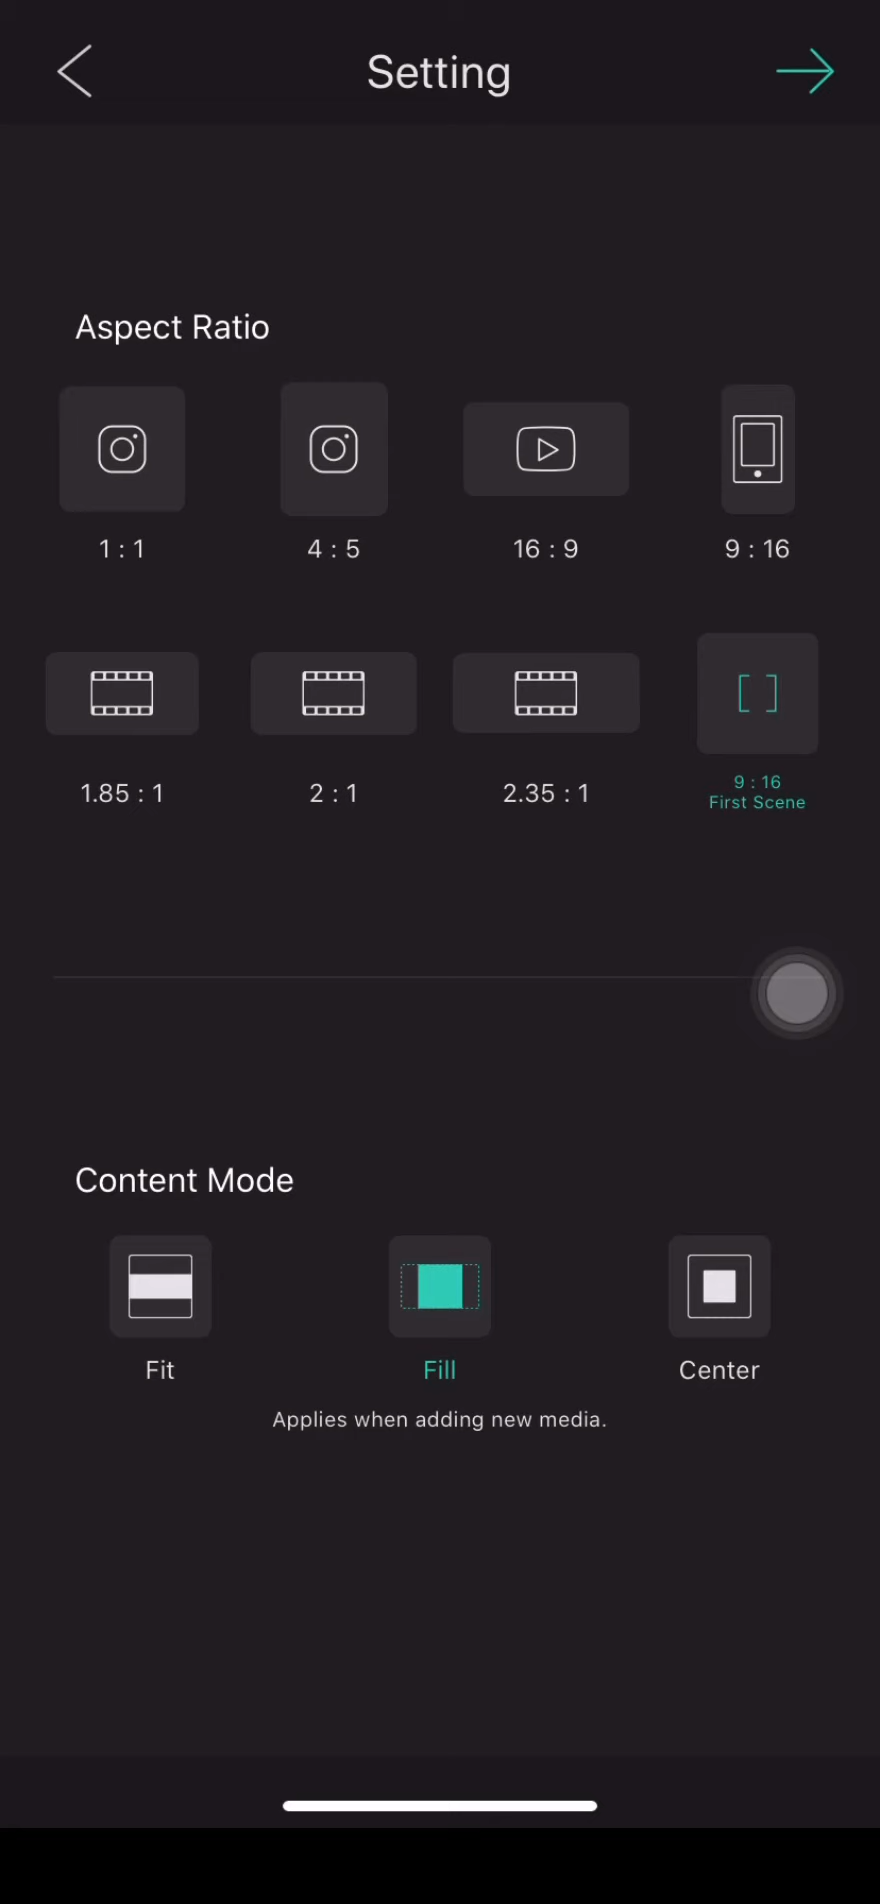 Setting
Aspect Ratio
1 : 1
4 : 5
16 : 9
9 : 16
1.85 : 1
2 : 1
2.35 : 1
9 : 16
First Scene
Content Mode
Fit
Fill
Center
Applies when adding new media.